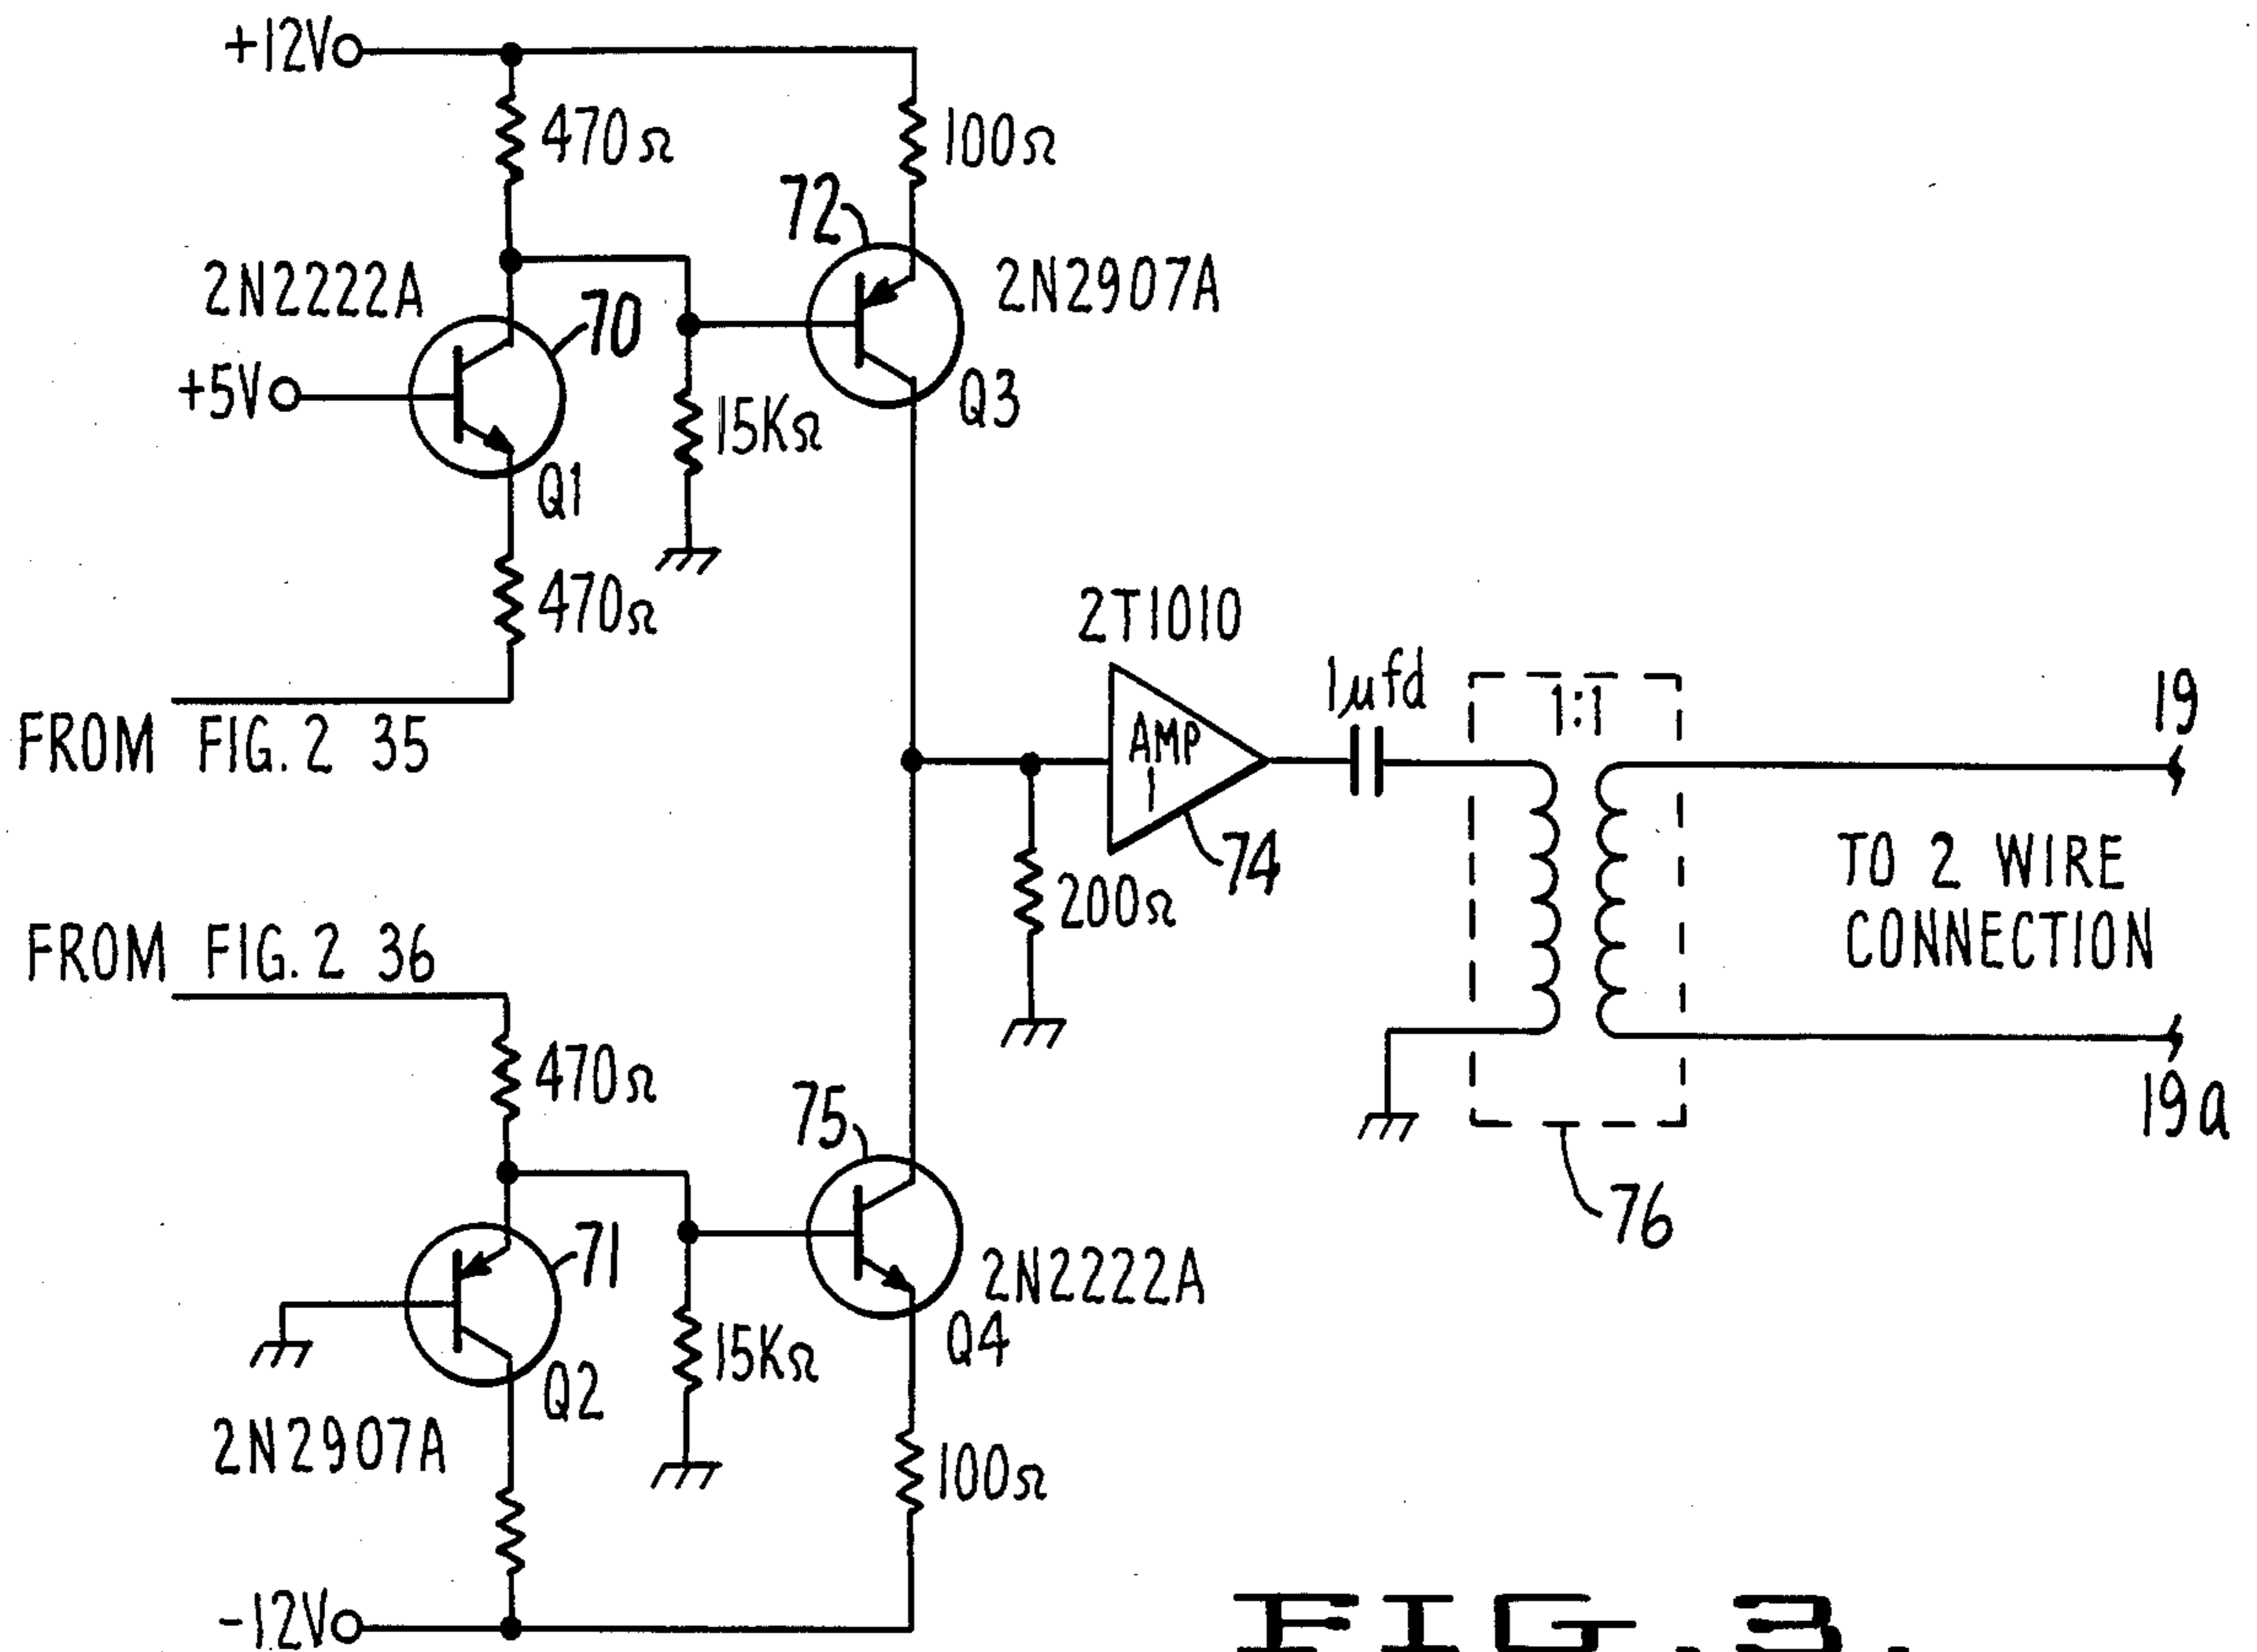 +12V
470Ω
100Ω
72
2N2222A
70
2N2907A
+5V
15KΩ
Q3
Q1
470Ω
2T1010
1µfd
1:1
19
FROM FIG. 2 35
AMP
1
74
TO 2 WIRE
CONNECTION
200Ω
FROM FIG. 2 36
470Ω
75
19a
76
71
2N2222A
Q4
15KΩ
Q2
2N2907A
100Ω
-12V
FIG.3.